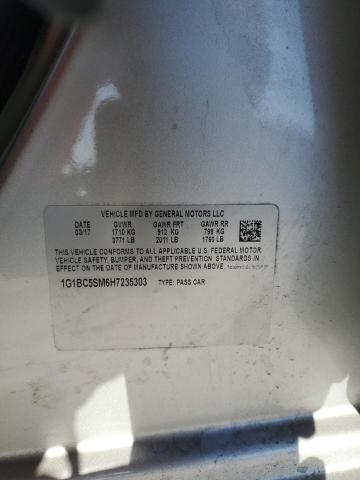 VEHICLE MFD BY GENERAL MOTORS LLC
DATE GVWR GAWR FRT GAWR RR
03/17 1710 KG 912 KG 798 KG
3771 LB 2011 LB 1760 LB
THIS VEHICLE CONFORMS TO ALL APPLICABLE U.S. FEDERAL MOTOR
VEHICLE SAFETY, BUMPER, AND THEFT PREVENTION STANDARDS IN
EFFECT ON THE DATE OF MANUFACTURE SHOWN ABOVE.
1G1BC5SM6H7235303 TYPE: PASS CAR